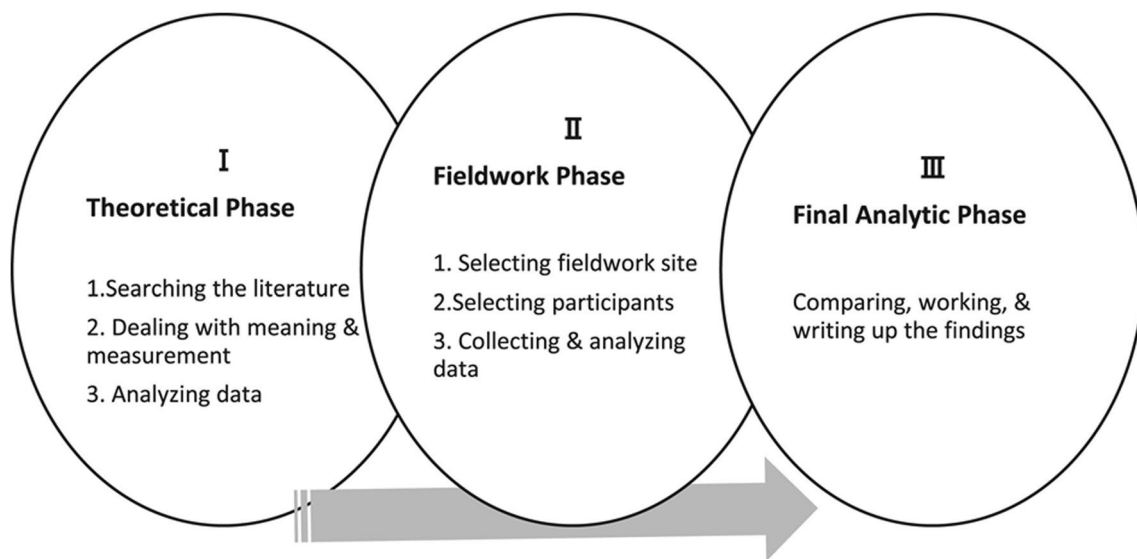 I
Theoretical Phase
1.Searching the literature
2. Dealing with meaning &
measurement
3. Analyzing data
II
Fieldwork Phase
1. Selecting fieldwork site
2.Selecting participants
3. Collecting & analyzing
data
III
Final Analytic Phase
Comparing, working, &
writing up the findings